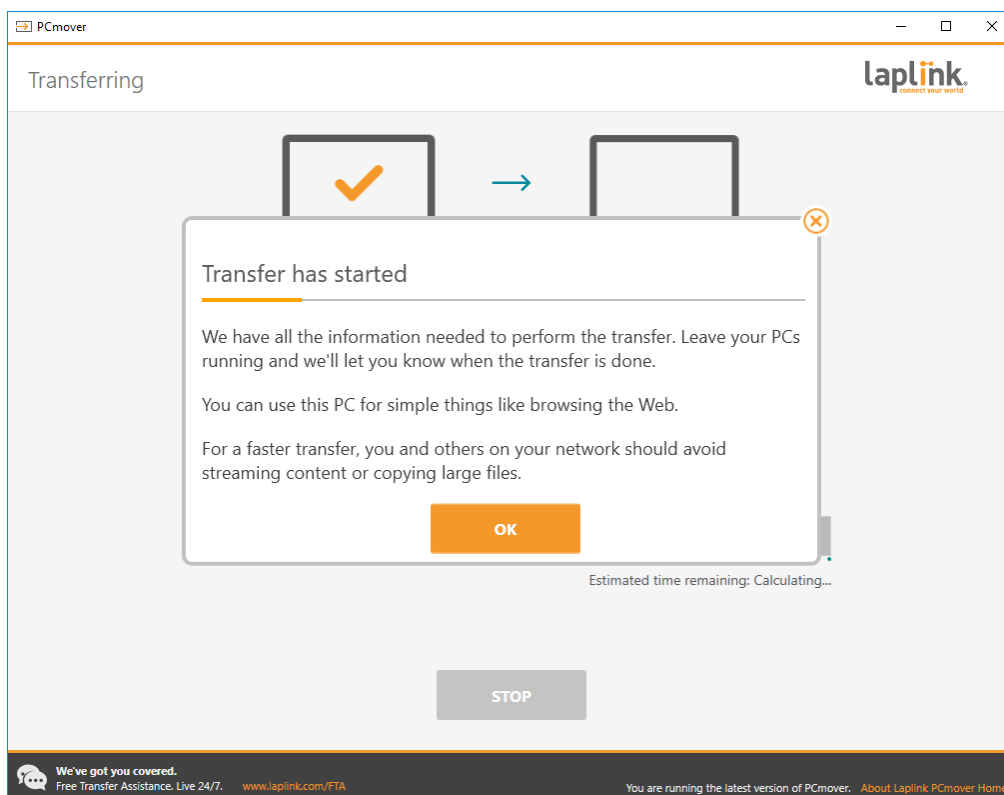 PCmover
Transferring
laplink.
connect your world
Transfer has started
We have all the information needed to perform the transfer. Leave your PCs
running and we'll let you know when the transfer is done.
You can use this PC for simple things like browsing the Web.
For a faster transfer, you and others on your network should avoid
streaming content or copying large files.
OK
Estimated time remaining: Calculating...
STOP
We've got you covered.
Free Transfer Assistance. Live 24/7. www.laplink.com/FTA
You are running the latest version of PCmover. About Laplink PCmover Home